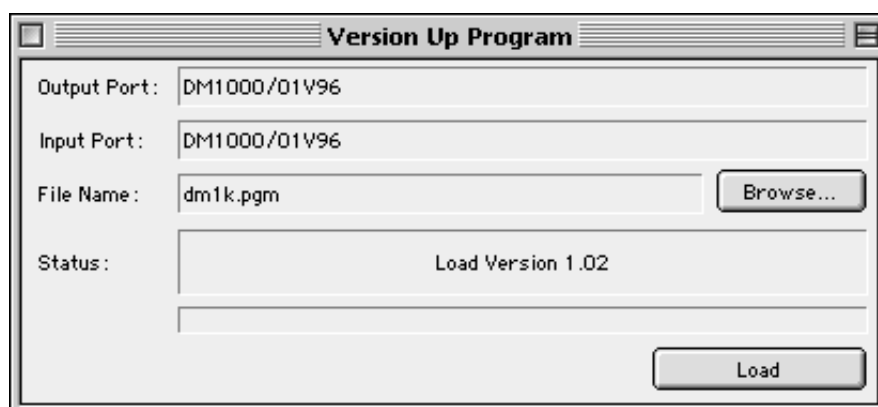 Version Up Program
Output Port: DM1000/01V96
Input Port: DM1000/01V96
File Name: dm1k.pgm Browse...
Status: Load Version 1.02
Load